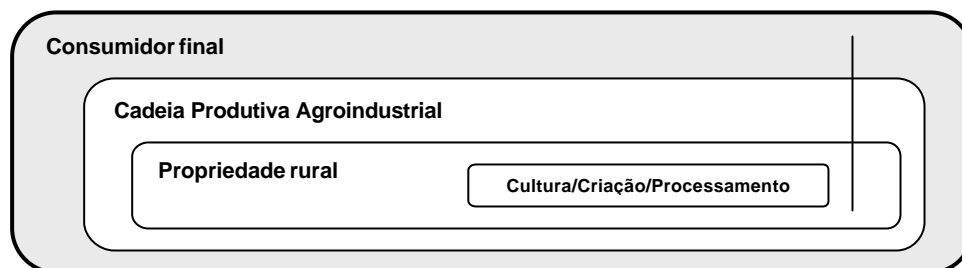 Consumidor final
Cadeia Produtiva Agroindustrial
Propriedade rural
Cultura/Criação/Processamento